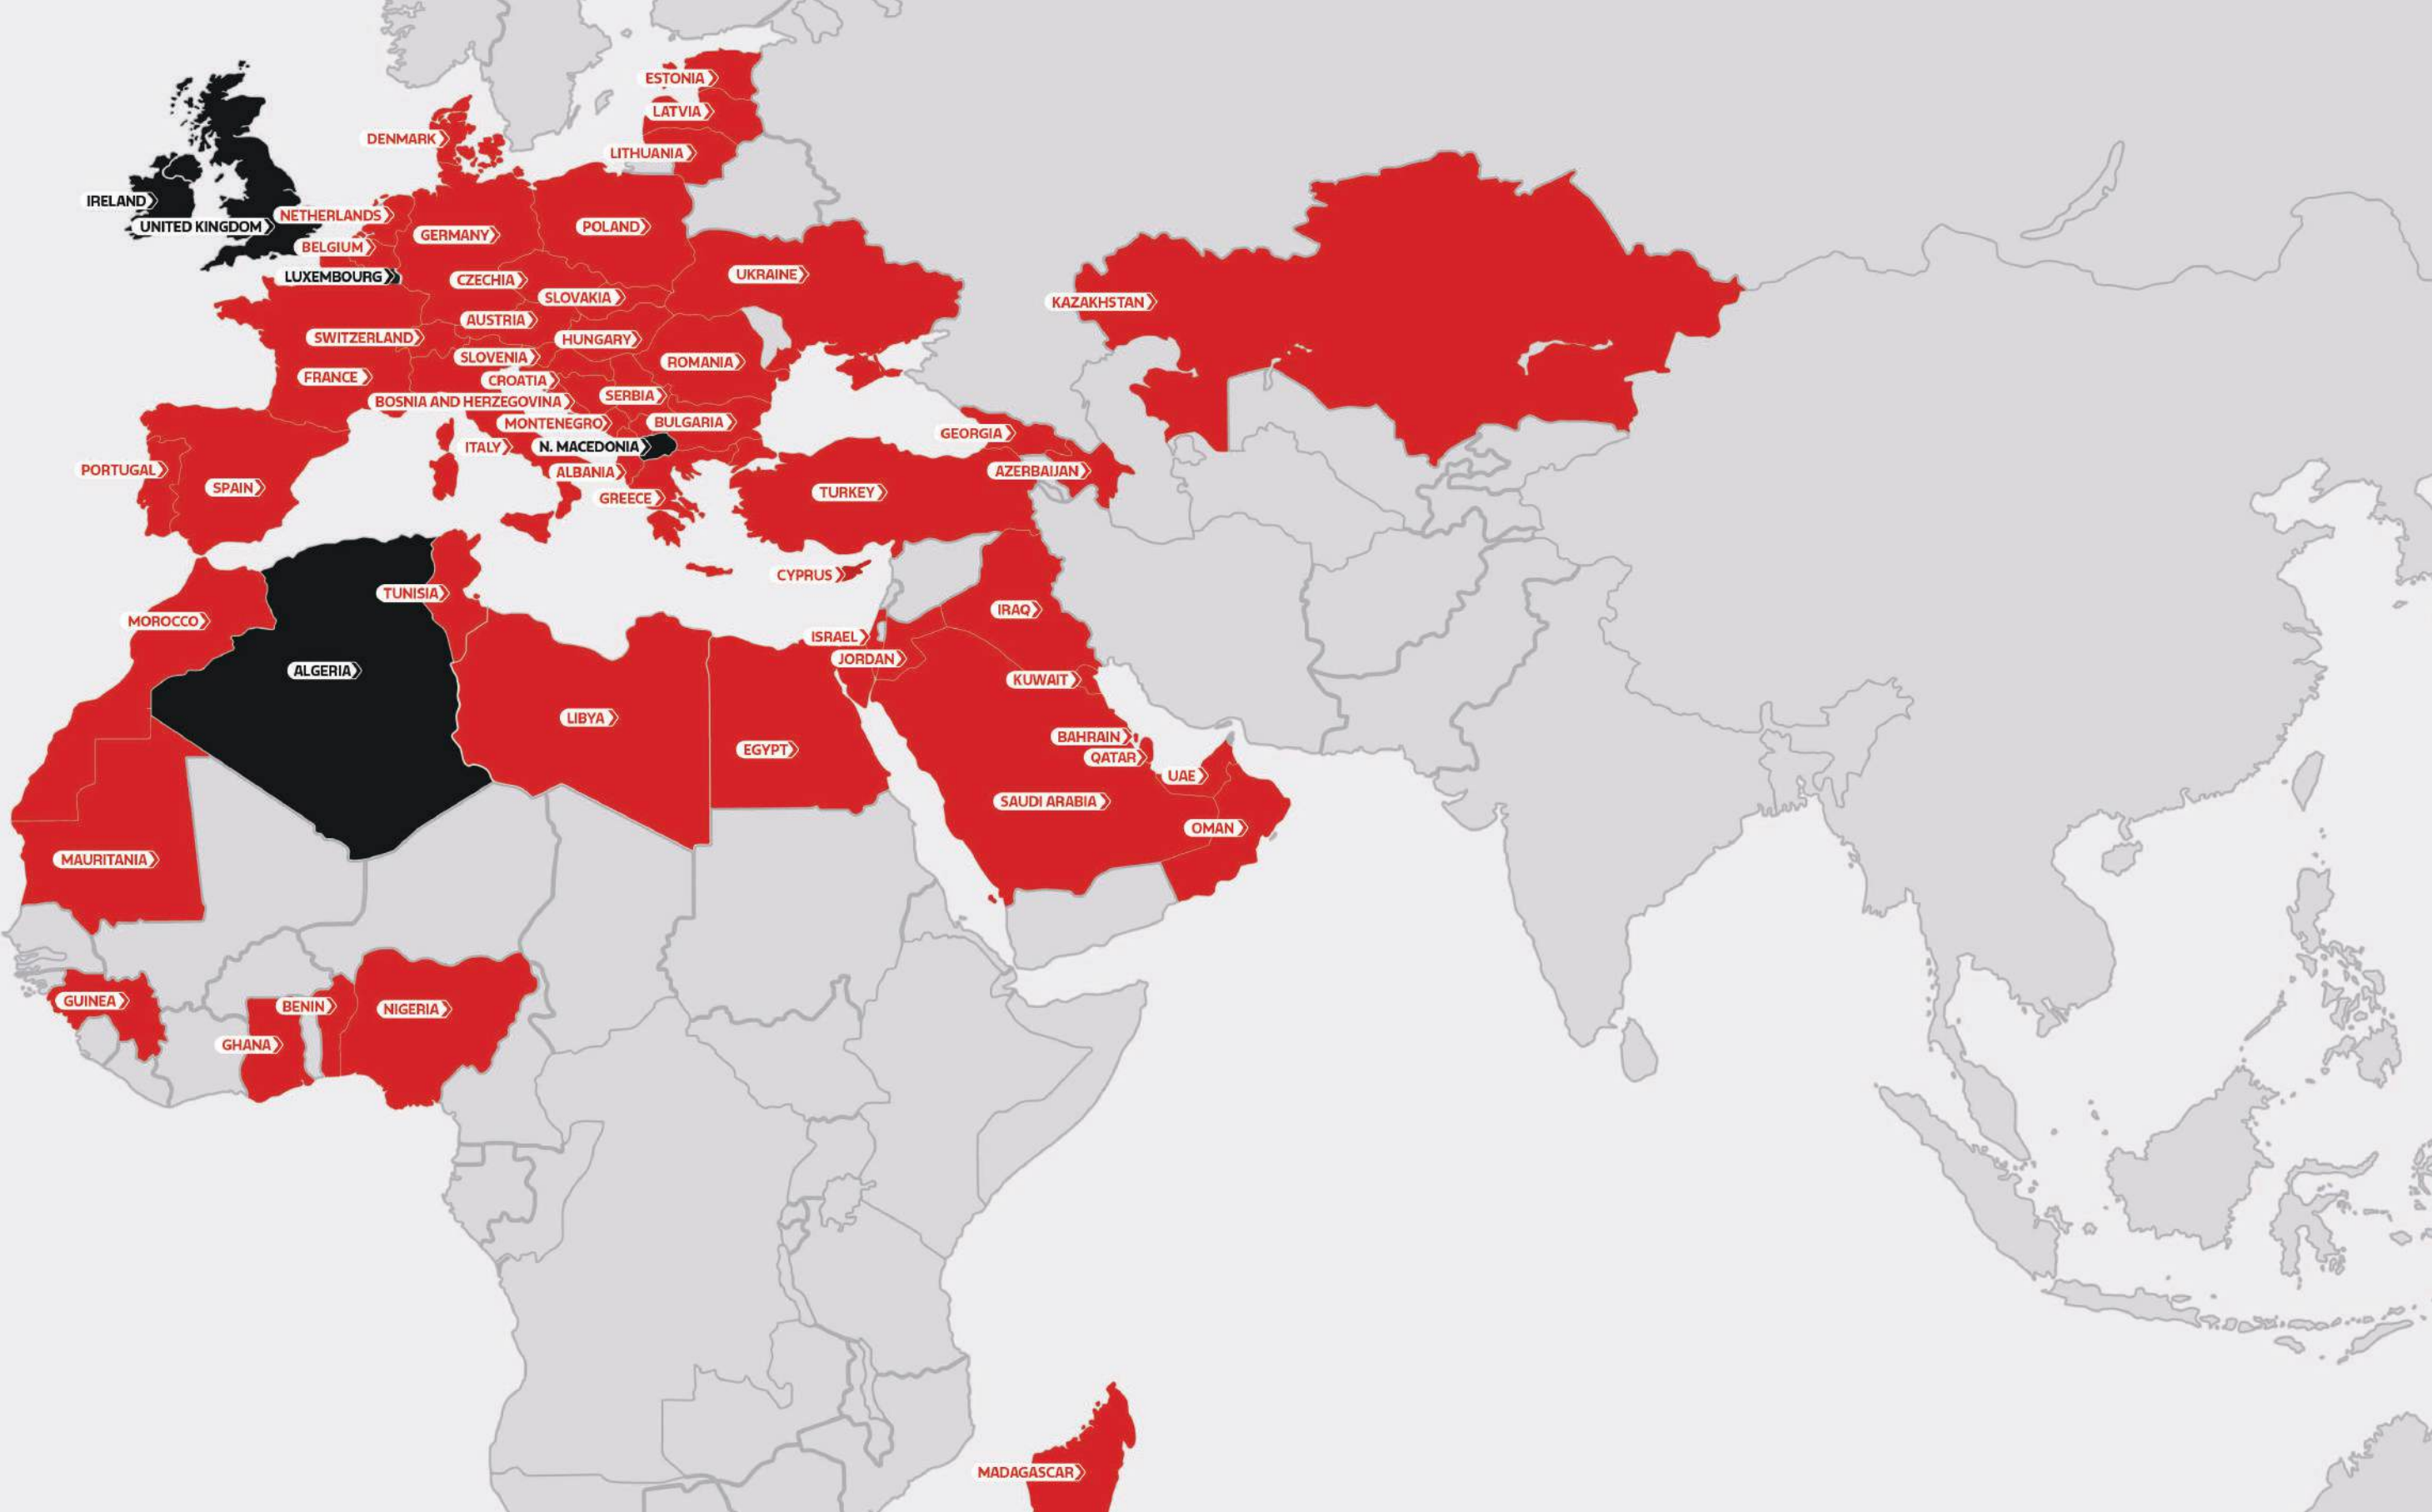 ESTONIA
LATVIA
DENMARK
LITHUANIA
IRELAND
NETHERLANDS
UNITED KINGDOM
POLAND
GERMANY
BELGIUM
LUXEMBOURG
UKRAINE
CZECHIA
SLOVAKIA
KAZAKHSTAN
AUSTRIA
SWITZERLAND
HUNGARY
SLOVENIA
ROMANIA
FRANCE
CROATIA
SERBIA
BOSNIA AND HERZEGOVINA
MONTENEGRO
BULGARIA
GEORGIA
ITALY
N. MACEDONIA
PORTUGAL
ALBANIA
AZERBAIJAN
SPAIN
TURKEY
GREECE
CYPRUS
TUNISIA
IRAQ
MOROCCO
ISRAEL
JORDAN
ALGERIA
KUWAIT
LIBYA
BAHRAIN
EGYPT
QATAR
UAE
SAUDI ARABIA
OMAN
MAURITANIA
GUINEA
BENIN
NIGERIA
GHANA
MADAGASCAR